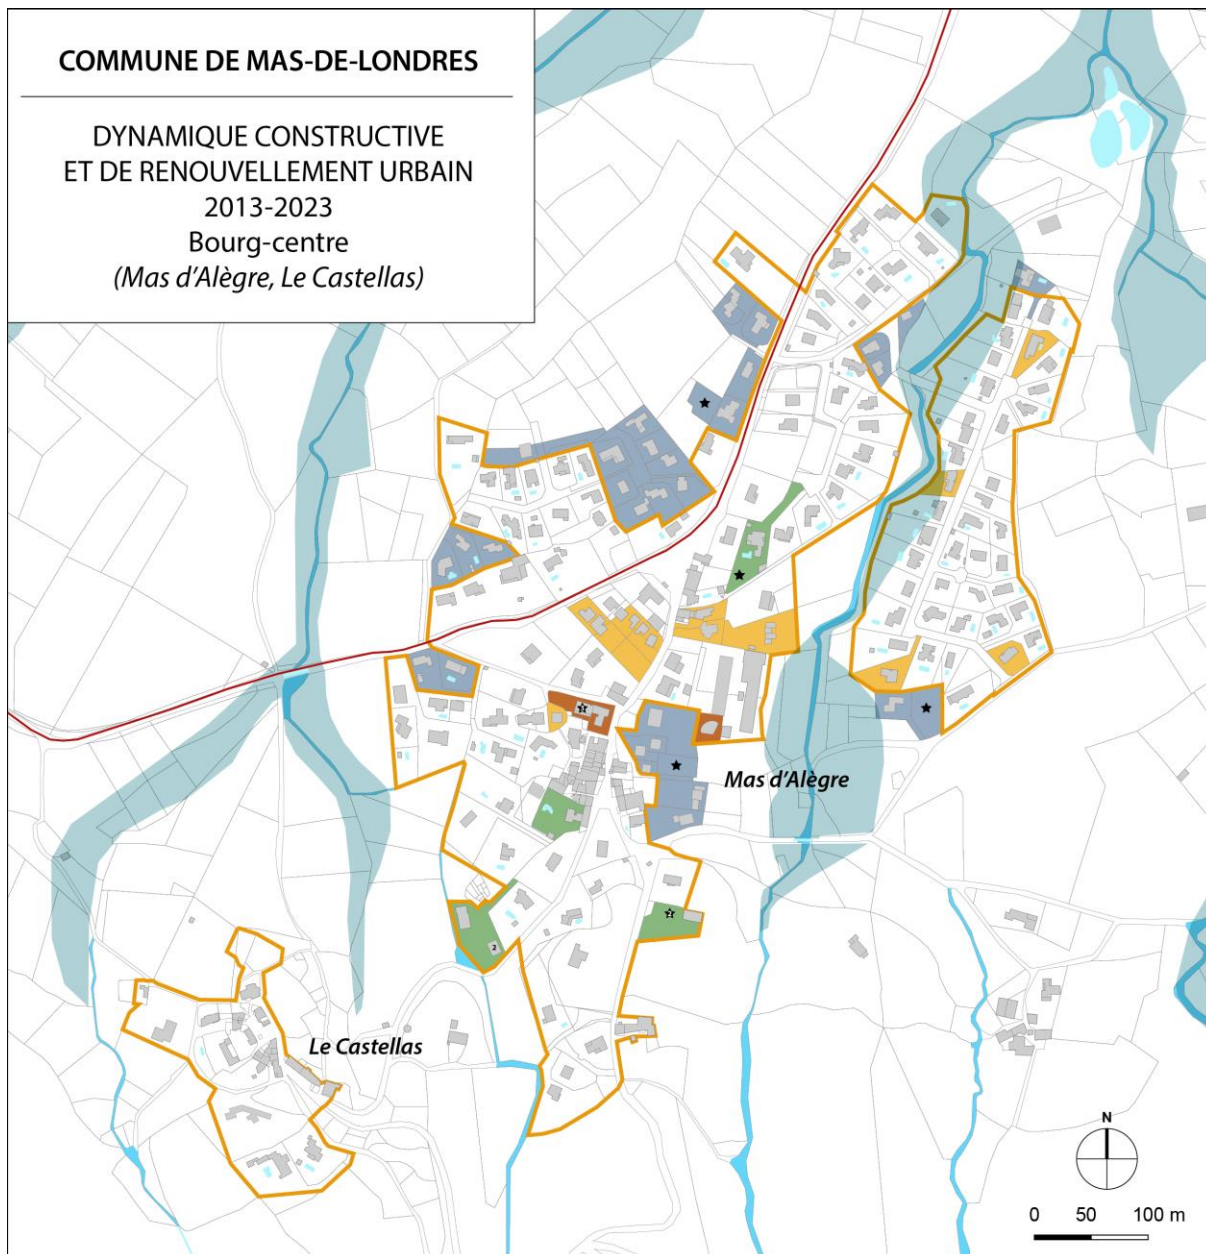 COMMUNE DE MAS-DE-LONDRES
DYNAMIQUE CONSTRUCTIVE
ET DE RENOUVELLEMENT URBAIN
2013-2023
Bourg-centre
(Mas d'Alègre, Le Castellas)
Mas d'Alègre
2
Le Castellas
N
0 50 100 m